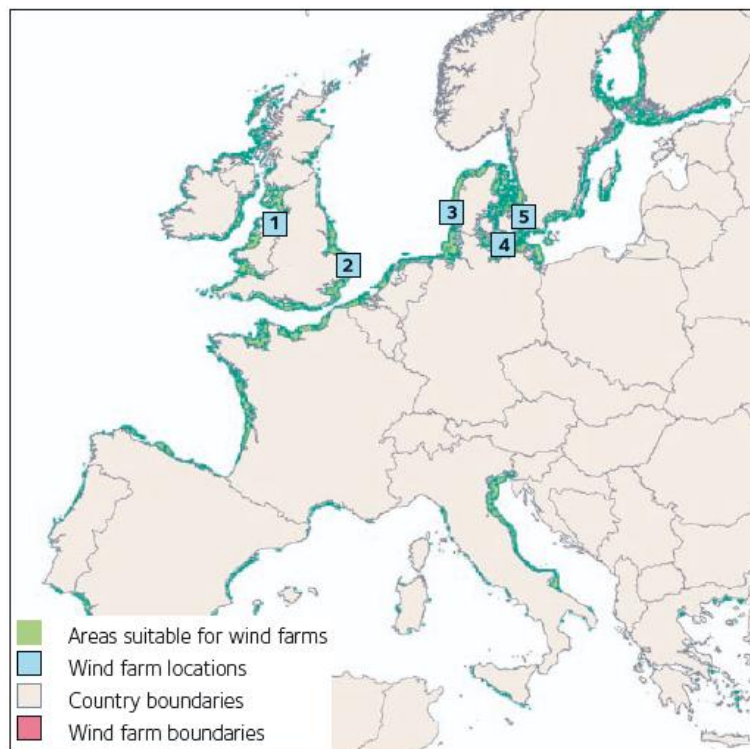 3
5
1
4
2
Areas suitable for wind farms
Wind farm locations
Country boundaries
Wind farm boundaries